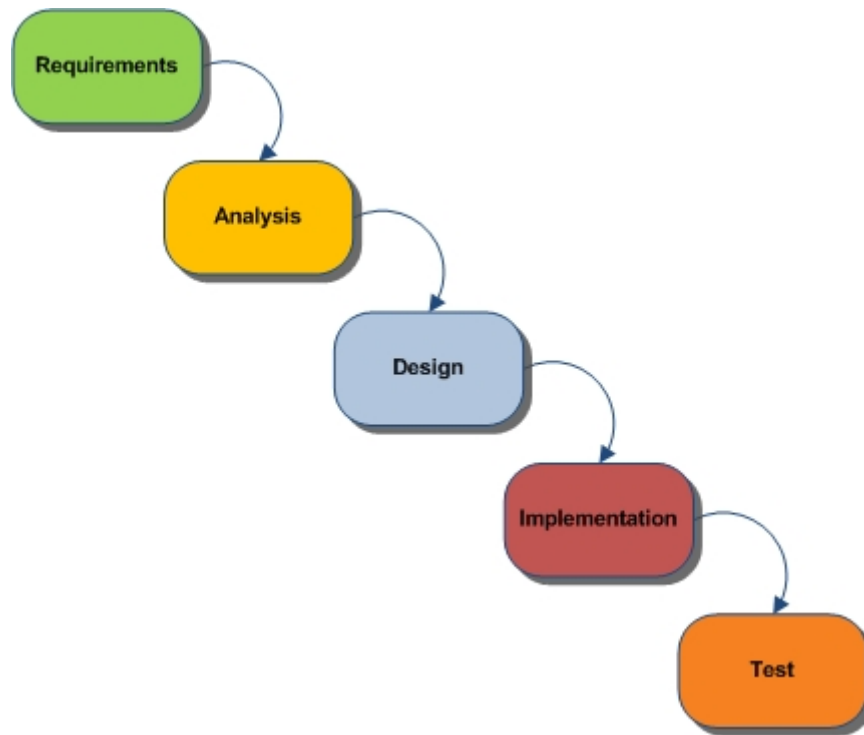 Requirements
Analysis
Design
Implementation
Test